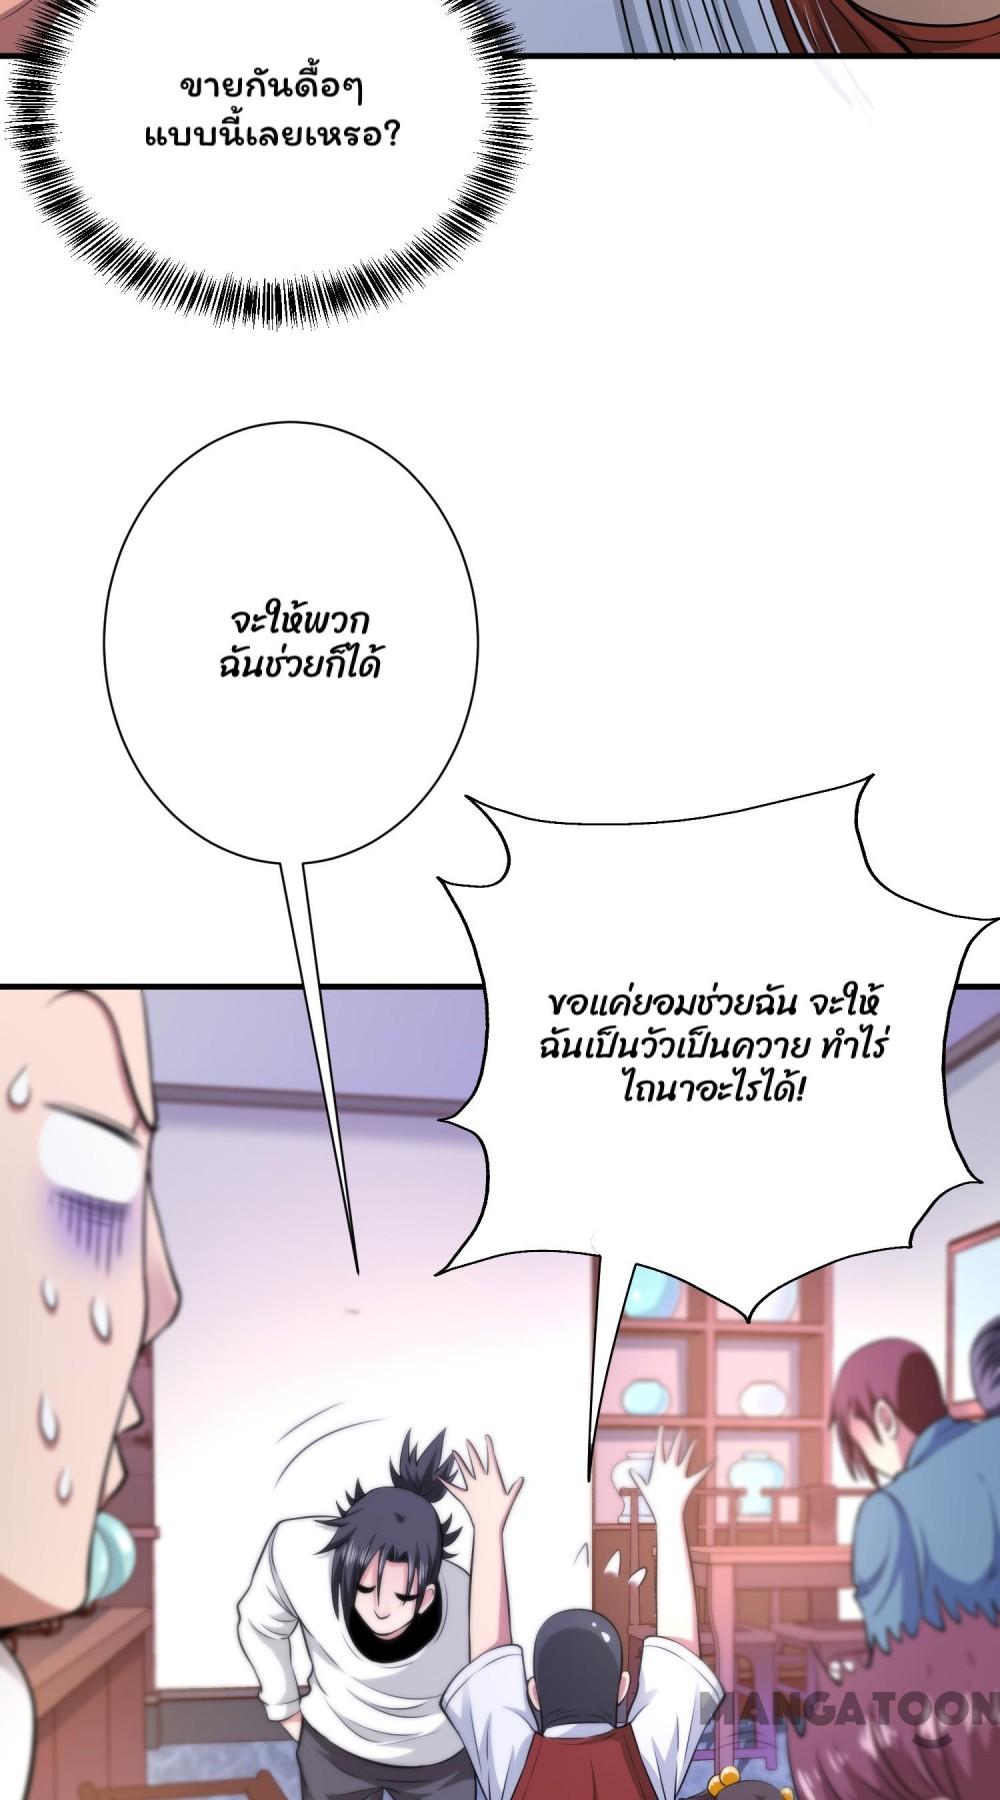 ขายกันดื้อๆ
แบบนี้เลยเหรอ?
จะให้พวก
ฉันช่วยก็ได้
ขอแค่ยอมช่วยฉัน จะให้
ฉันเป็นวัวเป็นควาย ทำไร่
ไถนาอะไรได้!
MANGATOON